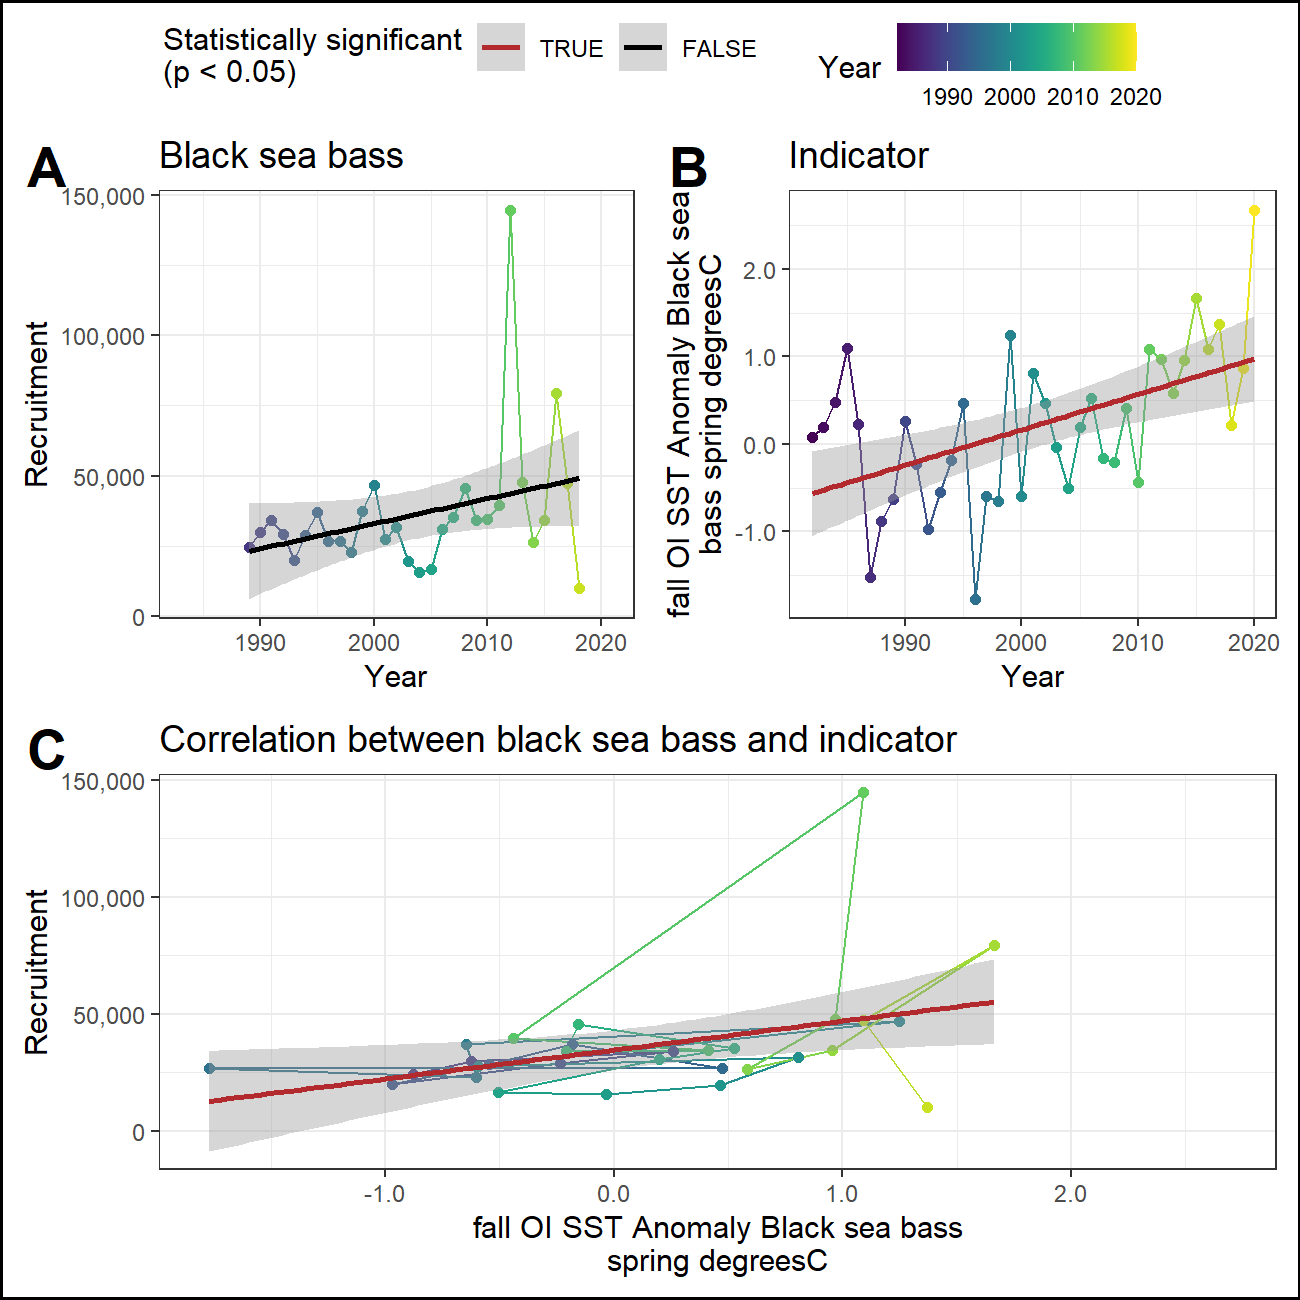 Statistically significant
(p < 0.05)
TRUE
FALSE
Year
1990 2000 2010 2020
A
Black sea bass
150,000
100,000
50,000
0
Recruitment
1990 2000 2010 2020
Year
B
Indicator
fall OI SST Anomaly Black sea
bass spring degreesC
2.0
1.0
0.0
-1.0
1990 2000 2010 2020
Year
C
Correlation between black sea bass and indicator
150,000
100,000
50,000
0
Recruitment
-1.0 0.0 1.0 2.0
fall OI SST Anomaly Black sea bass
spring degreesC